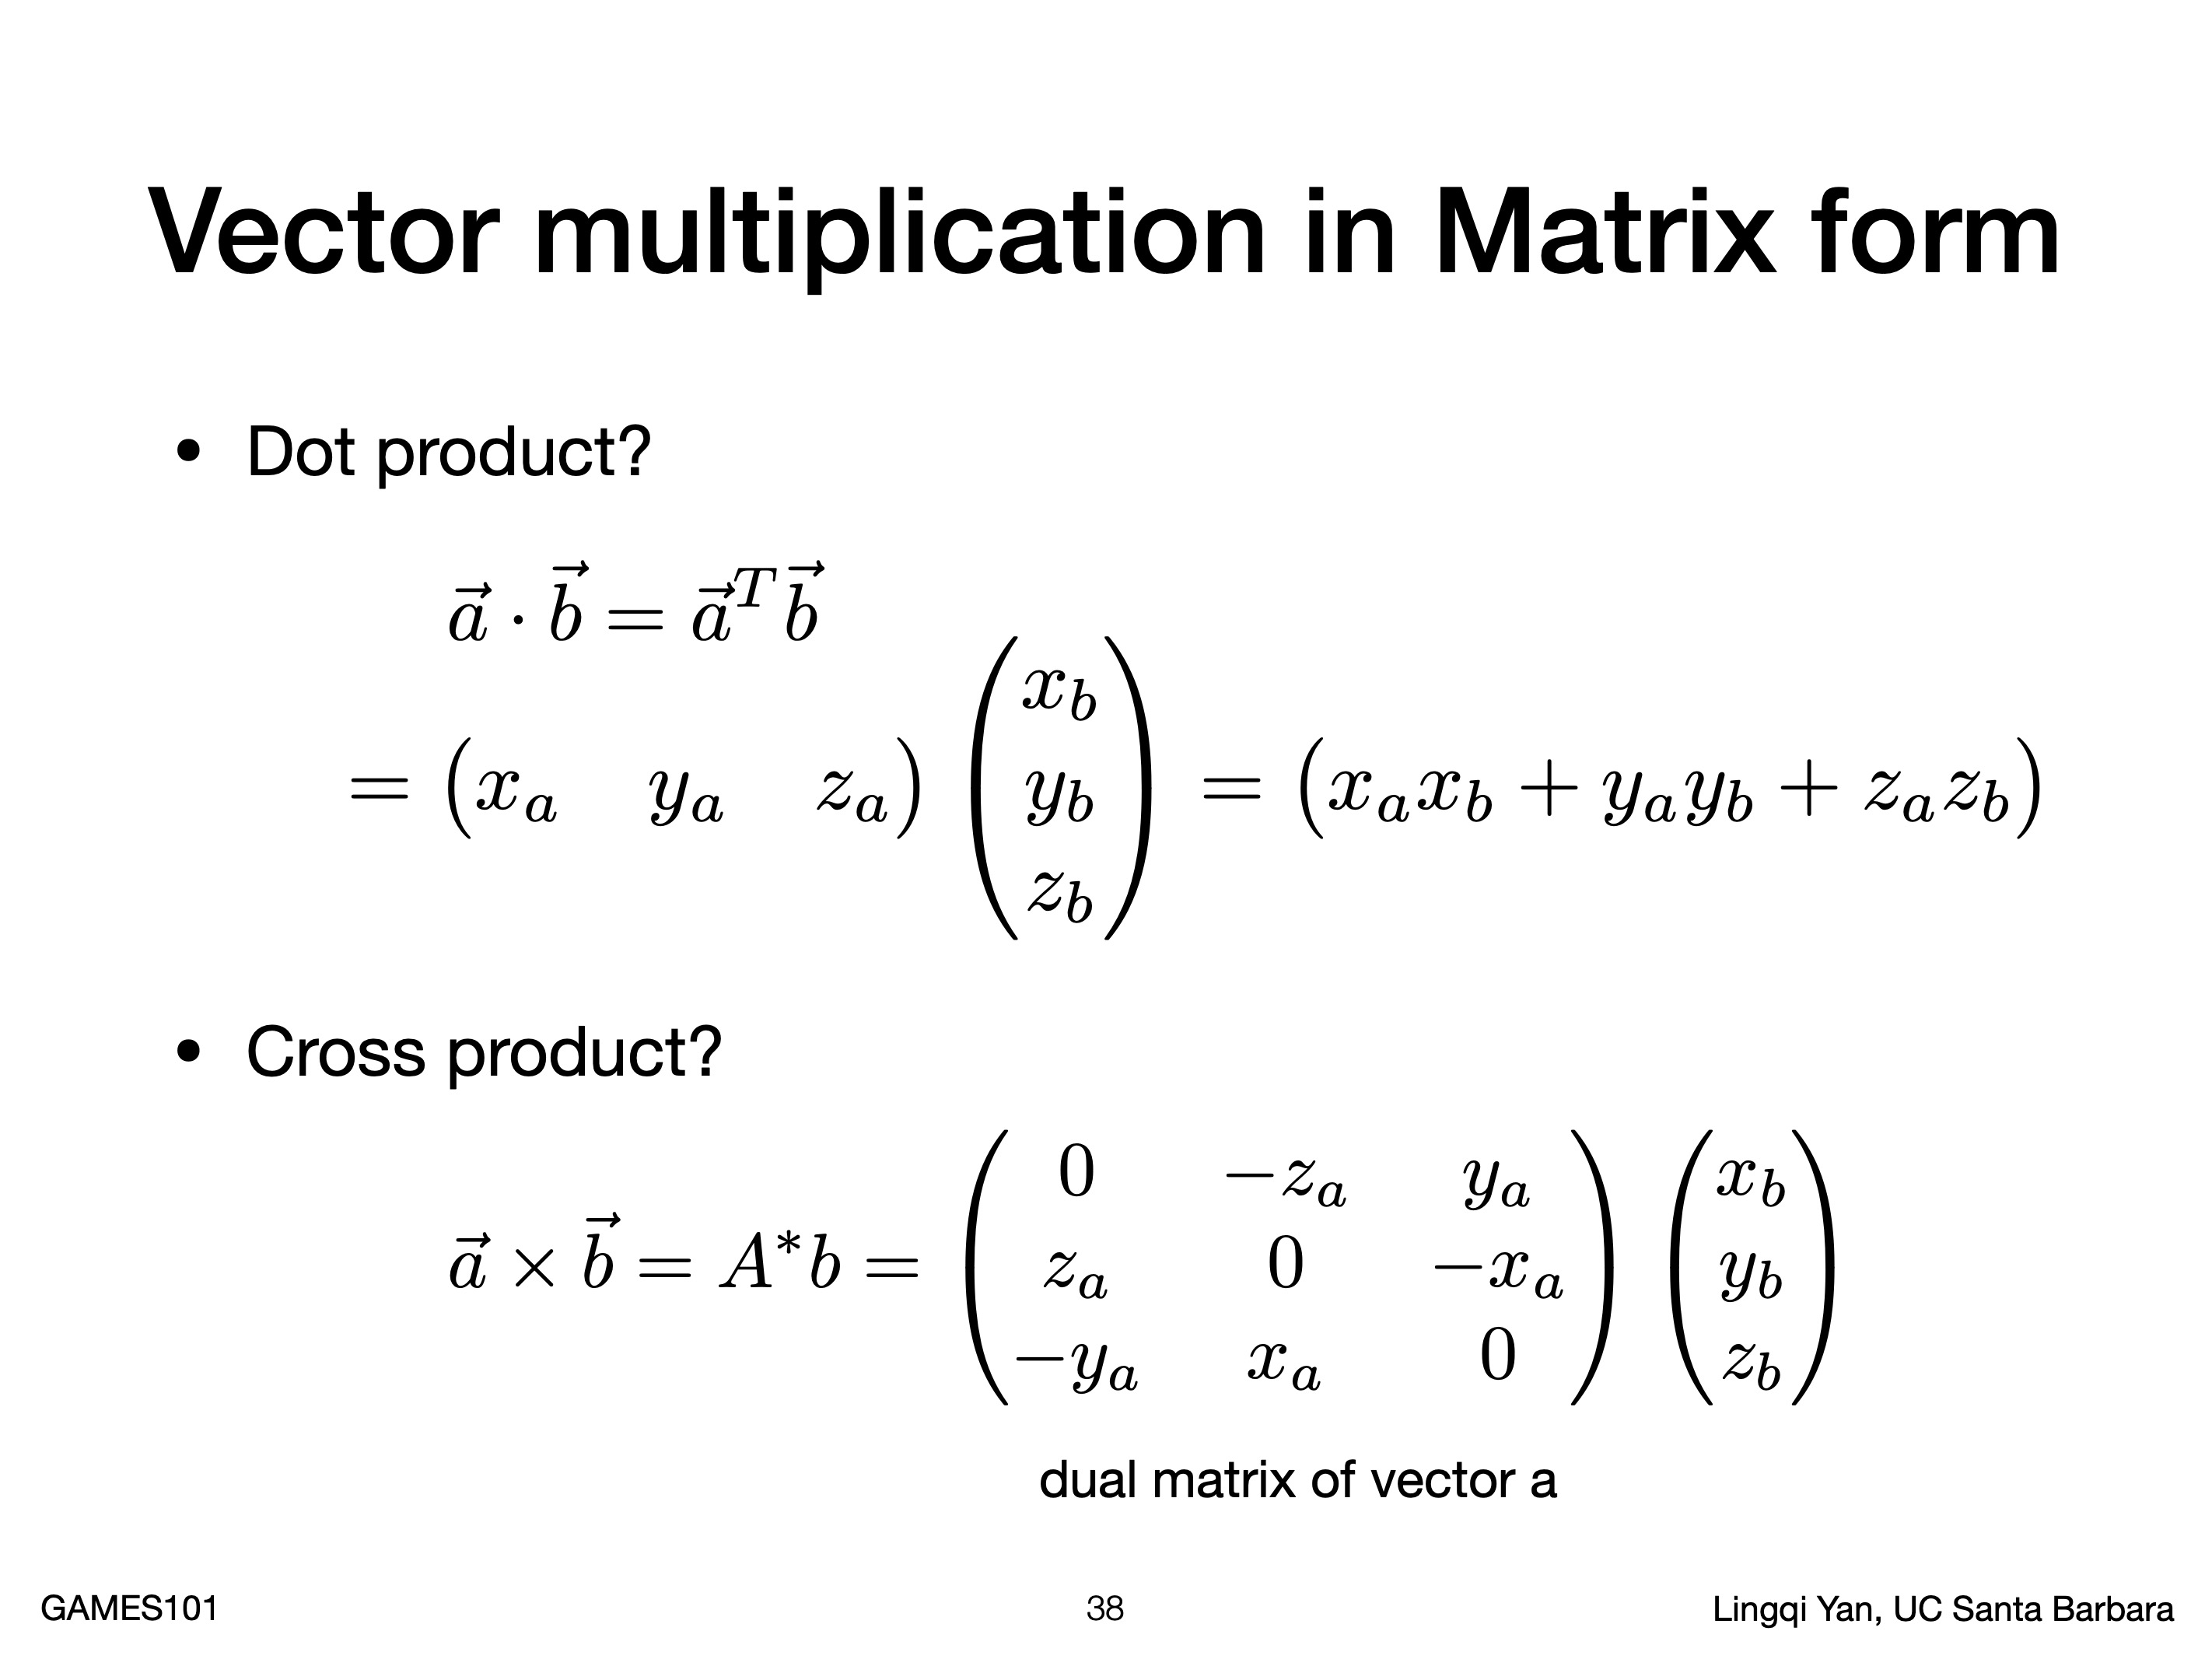 Vector multiplication in Matrix form
• Dot product?
$\vec{a} \cdot \vec{b} = \vec{a}^T \vec{b}$
$= \begin{pmatrix} x_a & y_a & z_a \end{pmatrix} \begin{pmatrix} x_b \\ y_b \\ z_b \end{pmatrix} = \begin{pmatrix} x_a x_b + y_a y_b + z_a z_b \end{pmatrix}$
• Cross product?
$\vec{a} \times \vec{b} = A^* b = \begin{pmatrix} 0 & -z_a & y_a \\ z_a & 0 & -x_a \\ -y_a & x_a & 0 \end{pmatrix} \begin{pmatrix} x_b \\ y_b \\ z_b \end{pmatrix}$
dual matrix of vector a
GAMES101
38
Lingqi Yan, UC Santa Barbara